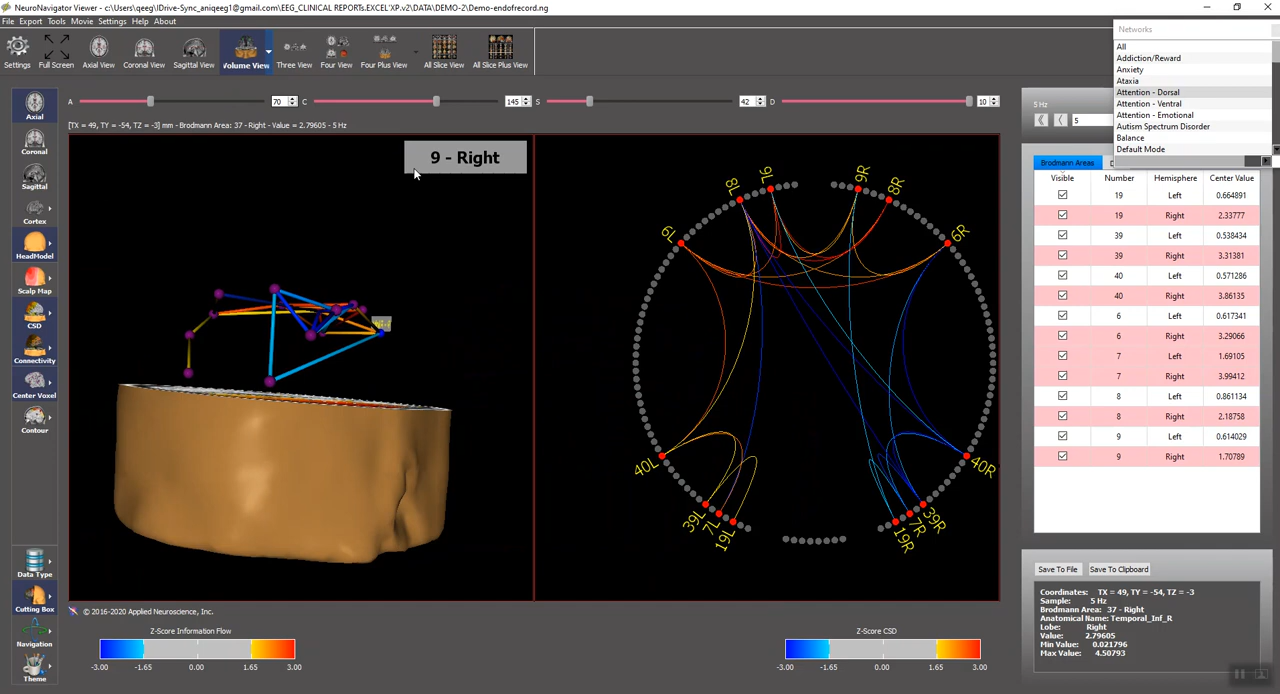 NeuroNavigator Viewer - c:\Users\qeeg\IDrive-Sync_aniqeeg1@gmail.com\EEG_CLINICAL REPORTs.EXCEL'XP.v2\DATA\DEMO-2\Demo-endofrecord.ng
File Export Movie Settings Help About
Settings Full Screen Axial View Coronal View Sagittal View Volume View Three View Four View Four Plus View All Slice View All Slice Plus View
A 70 C 145 S 42 D 10
[TX = 49, TY = -54, TZ = -3] mm - Brodmann Area: 37 - Right - Value = 2.79605 - 5 Hz
Axial
Coronal
Sagittal
Cortex
HeadModel
Scalp Map
CSD
Connectivity
Center Voxel
Contour
Data Type
Cutting Box
Navigation
Theme
9 - Right
9L
8L
6L
9R
8R
6R
40L
39L
7L
19L
40R
39R
7R
19R
© 2016-2020 Applied Neuroscience, Inc.
Z-Score Information Flow
-3.00 -1.65 0.00 1.65 3.00
Z-Score CSD
-3.00 -1.65 0.00 1.65 3.00
Networks
All
Addiction/Reward
Anxiety
Ataxia
Attention - Dorsal
Attention - Ventral
Attention - Emotional
Autism Spectrum Disorder
Balance
Default Mode
5 Hz
5
Brodmann Areas
Visible Number Hemisphere Center Value
19 Left 0.664891
19 Right 2.33777
39 Left 0.538434
39 Right 3.31381
40 Left 0.571286
40 Right 3.86135
6 Left 0.617341
6 Right 3.29066
7 Left 1.69105
7 Right 3.99412
8 Left 0.861134
8 Right 2.18758
9 Left 0.614029
9 Right 1.70789
Save To File Save To Clipboard
Coordinates: TX = 49, TY = -54, TZ = -3
Sample: 5 Hz
Brodmann Area: 37 - Right
Anatomical Name: Temporal_Inf_R
Lobe: Right
Value: 2.79605
Min Value: 0.021796
Max Value: 4.50793